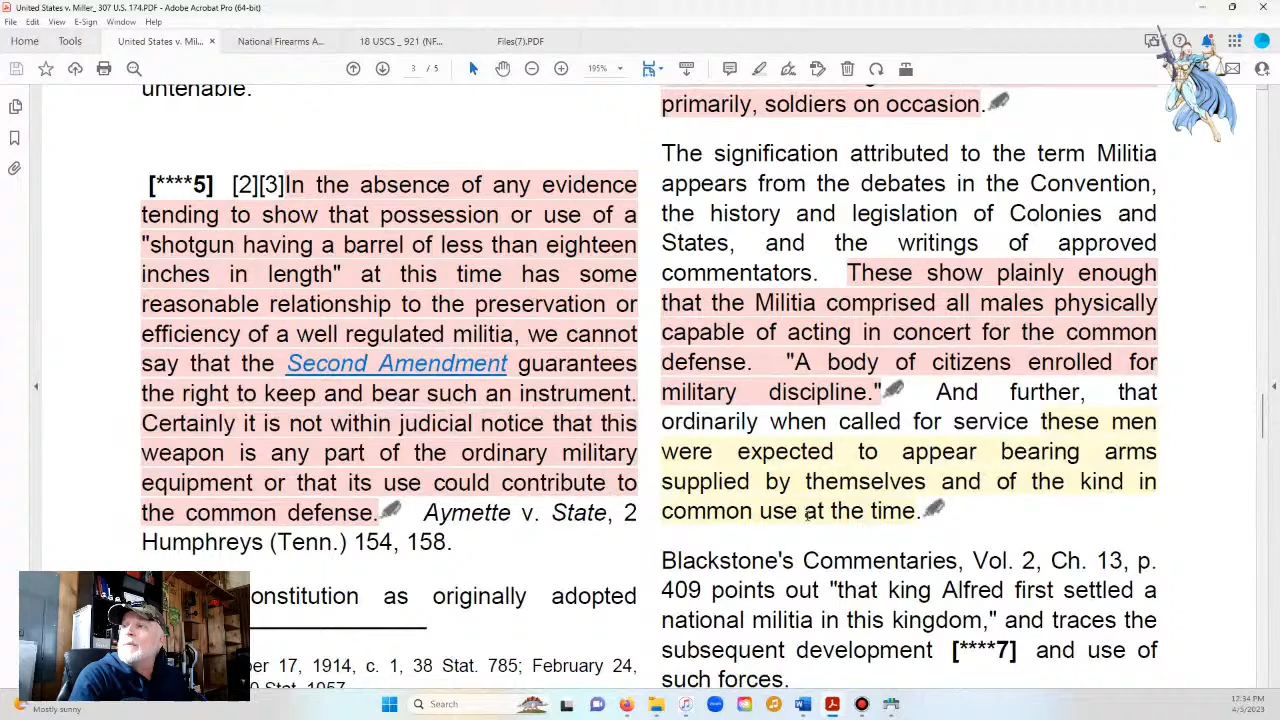 United States v. Miller_ 307 U.S. 174.PDF - Adobe Acrobat Pro (64-bit)
File Edit View E-Sign Window Help
Home Tools United States v. Mil... × National Firearms A... 18 USCS _ 921 (NF... Files(7).PDF
3 / 5 195%
untenable.
[****5] [2][3]In the absence of any evidence
tending to show that possession or use of a
"shotgun having a barrel of less than eighteen
inches in length" at this time has some
reasonable relationship to the preservation or
efficiency of a well regulated militia, we cannot
say that the Second Amendment guarantees
the right to keep and bear such an instrument.
Certainly it is not within judicial notice that this
weapon is any part of the ordinary military
equipment or that its use could contribute to
the common defense. Aymette v. State, 2
Humphreys (Tenn.) 154, 158.
onstitution as originally adopted
er 17, 1914, c. 1, 38 Stat. 785; February 24,
Stat. 1057
primarily, soldiers on occasion.
The signification attributed to the term Militia
appears from the debates in the Convention,
the history and legislation of Colonies and
States, and the writings of approved
commentators. These show plainly enough
that the Militia comprised all males physically
capable of acting in concert for the common
defense. "A body of citizens enrolled for
military discipline." And further, that
ordinarily when called for service these men
were expected to appear bearing arms
supplied by themselves and of the kind in
common use at the time.
Blackstone's Commentaries, Vol. 2, Ch. 13, p.
409 points out "that king Alfred first settled a
national militia in this kingdom," and traces the
subsequent development [****7] and use of
such forces.
Mostly sunny
Search
12:34 PM
4/5/2023